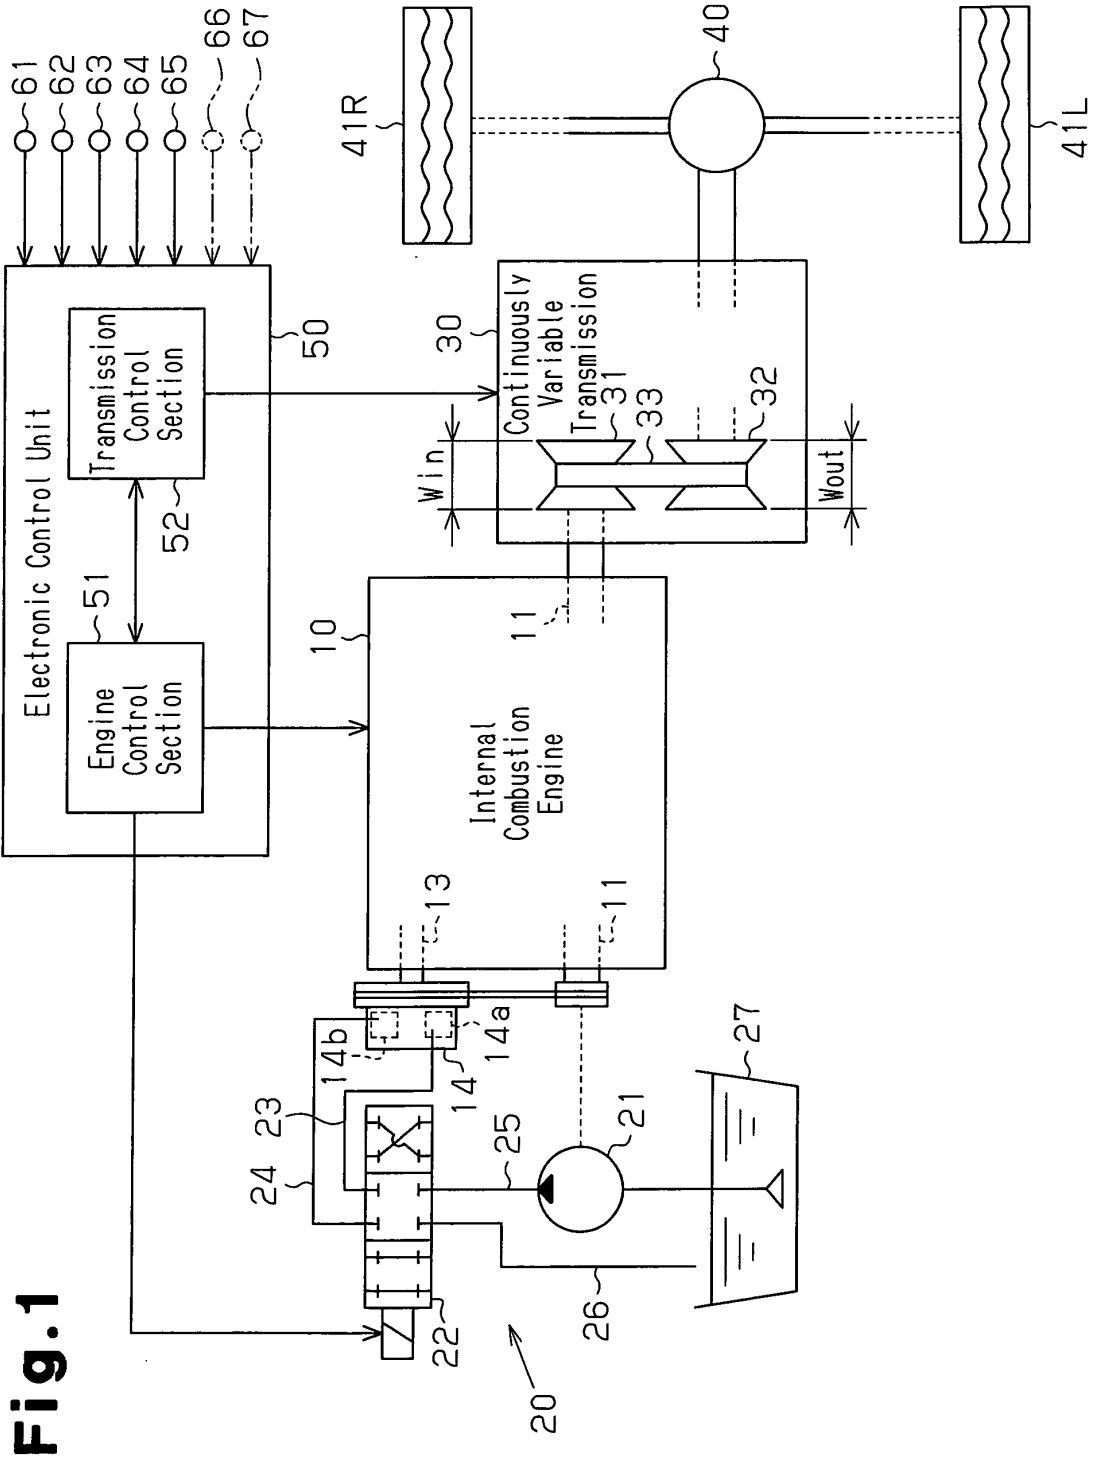 Fig.1
Electronic Control Unit
Engine
Control
Section
51
Transmission
Control
Section
52
50
61
62
63
64
65
66
67
Internal
Combustion
Engine
10
11
11
13
14
14a
14b
Continuously
Variable
Transmission
30
31
32
33
Win
Wout
40
41R
41L
20
21
22
23
24
25
26
27